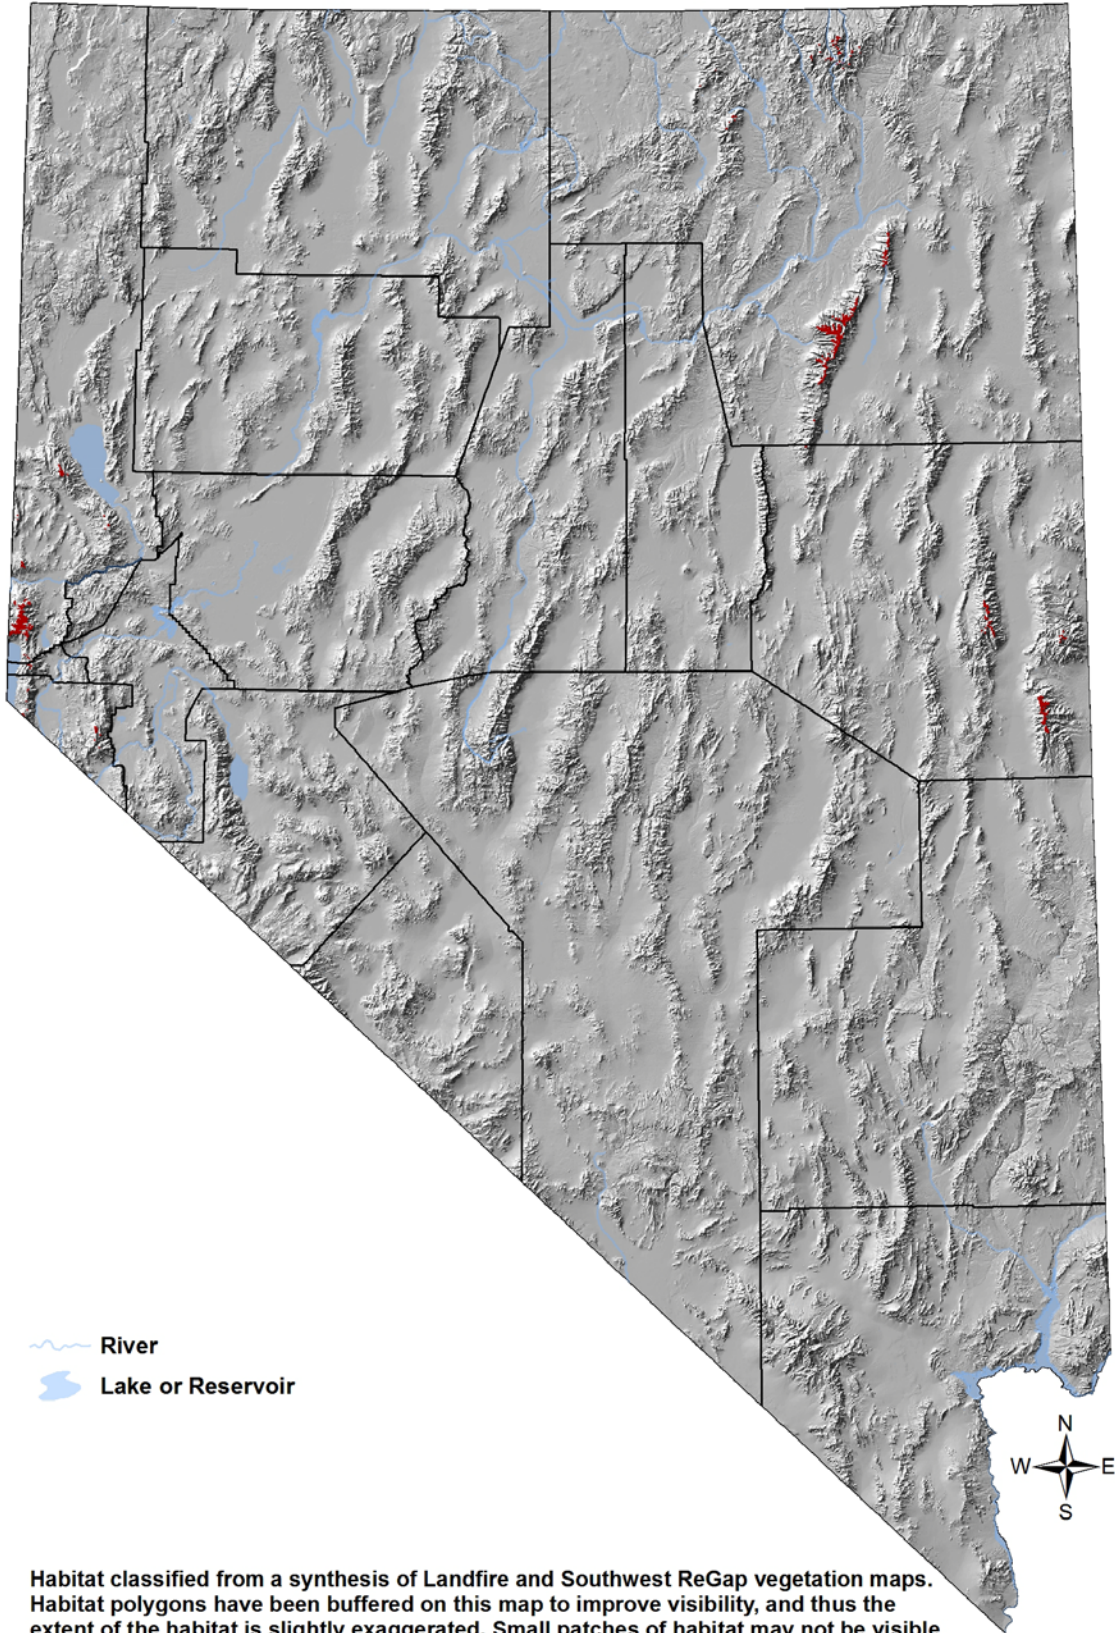 River
Lake or Reservoir
N
W E
S
Habitat classified from a synthesis of Landfire and Southwest ReGap vegetation maps.
Habitat polygons have been buffered on this map to improve visibility, and thus the
extent of the habitat is slightly exaggerated. Small patches of habitat may not be visible